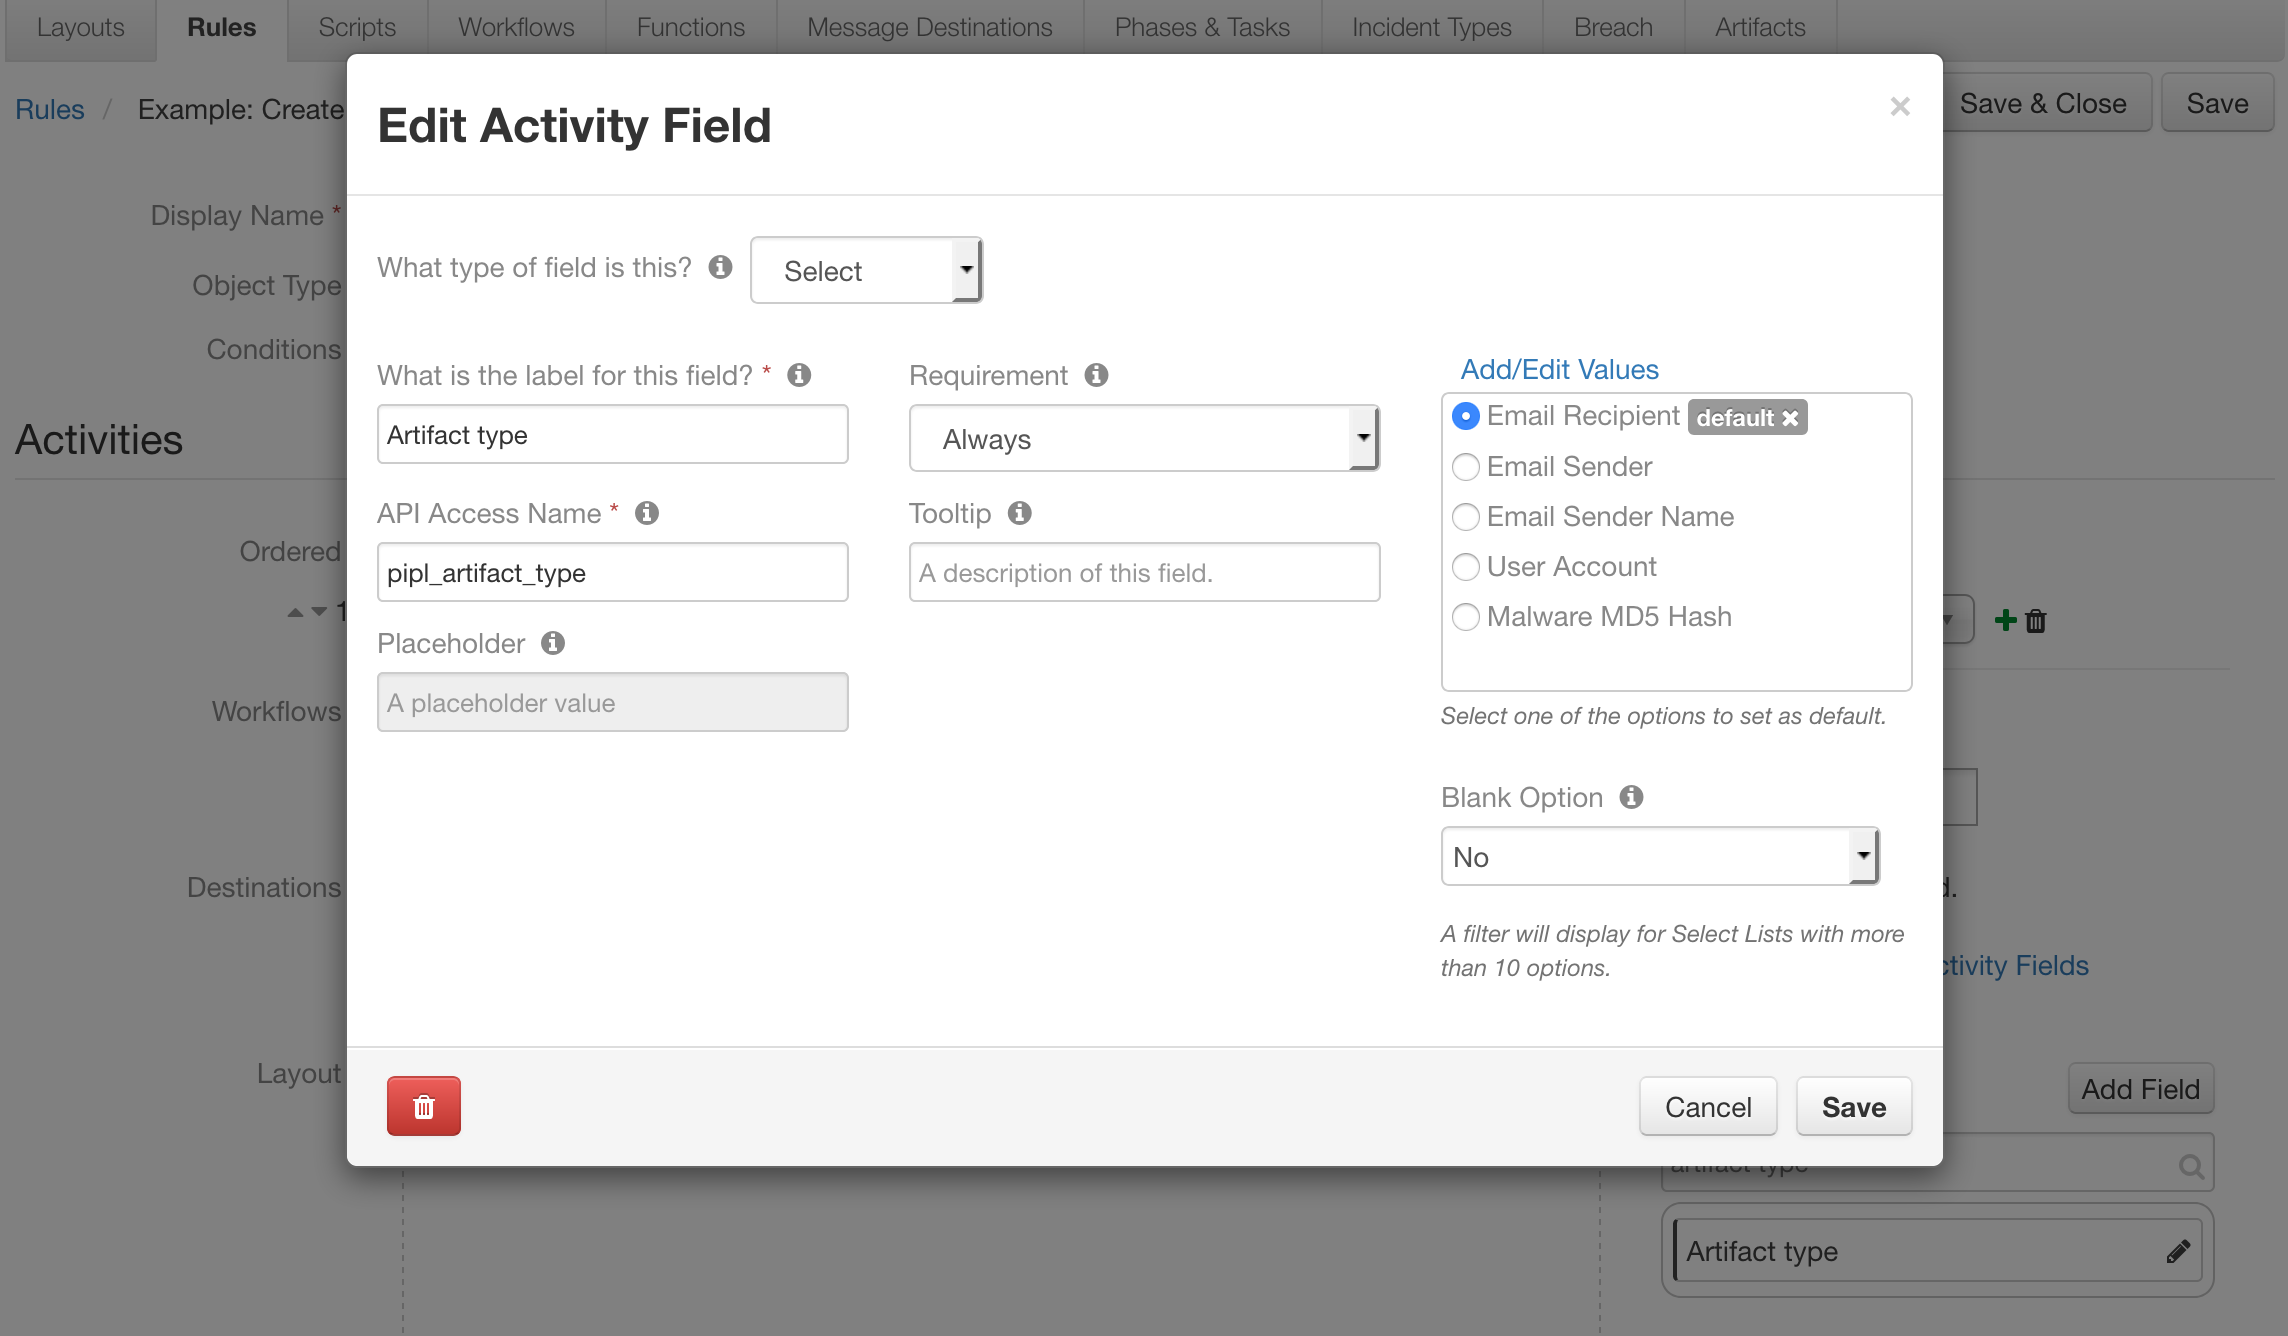 Layouts Rules Scripts Workflows Functions Message Destinations Phases & Tasks Incident Types Breach Artifacts
Rules / Example: Create
Save & Close Save
Edit Activity Field
×
Display Name *
Object Type
Conditions
Activities
Ordered
1
Workflows
Destinations
Layout
What type of field is this? Select
What is the label for this field? *
Artifact type
API Access Name *
pipl_artifact_type
Placeholder
A placeholder value
Requirement
Always
Tooltip
A description of this field.
Add/Edit Values
Email Recipient default ×
Email Sender
Email Sender Name
User Account
Malware MD5 Hash
Select one of the options to set as default.
Blank Option
No
A filter will display for Select Lists with more
than 10 options.
Cancel Save
d.
ctivity Fields
Add Field
artifact type
Artifact type